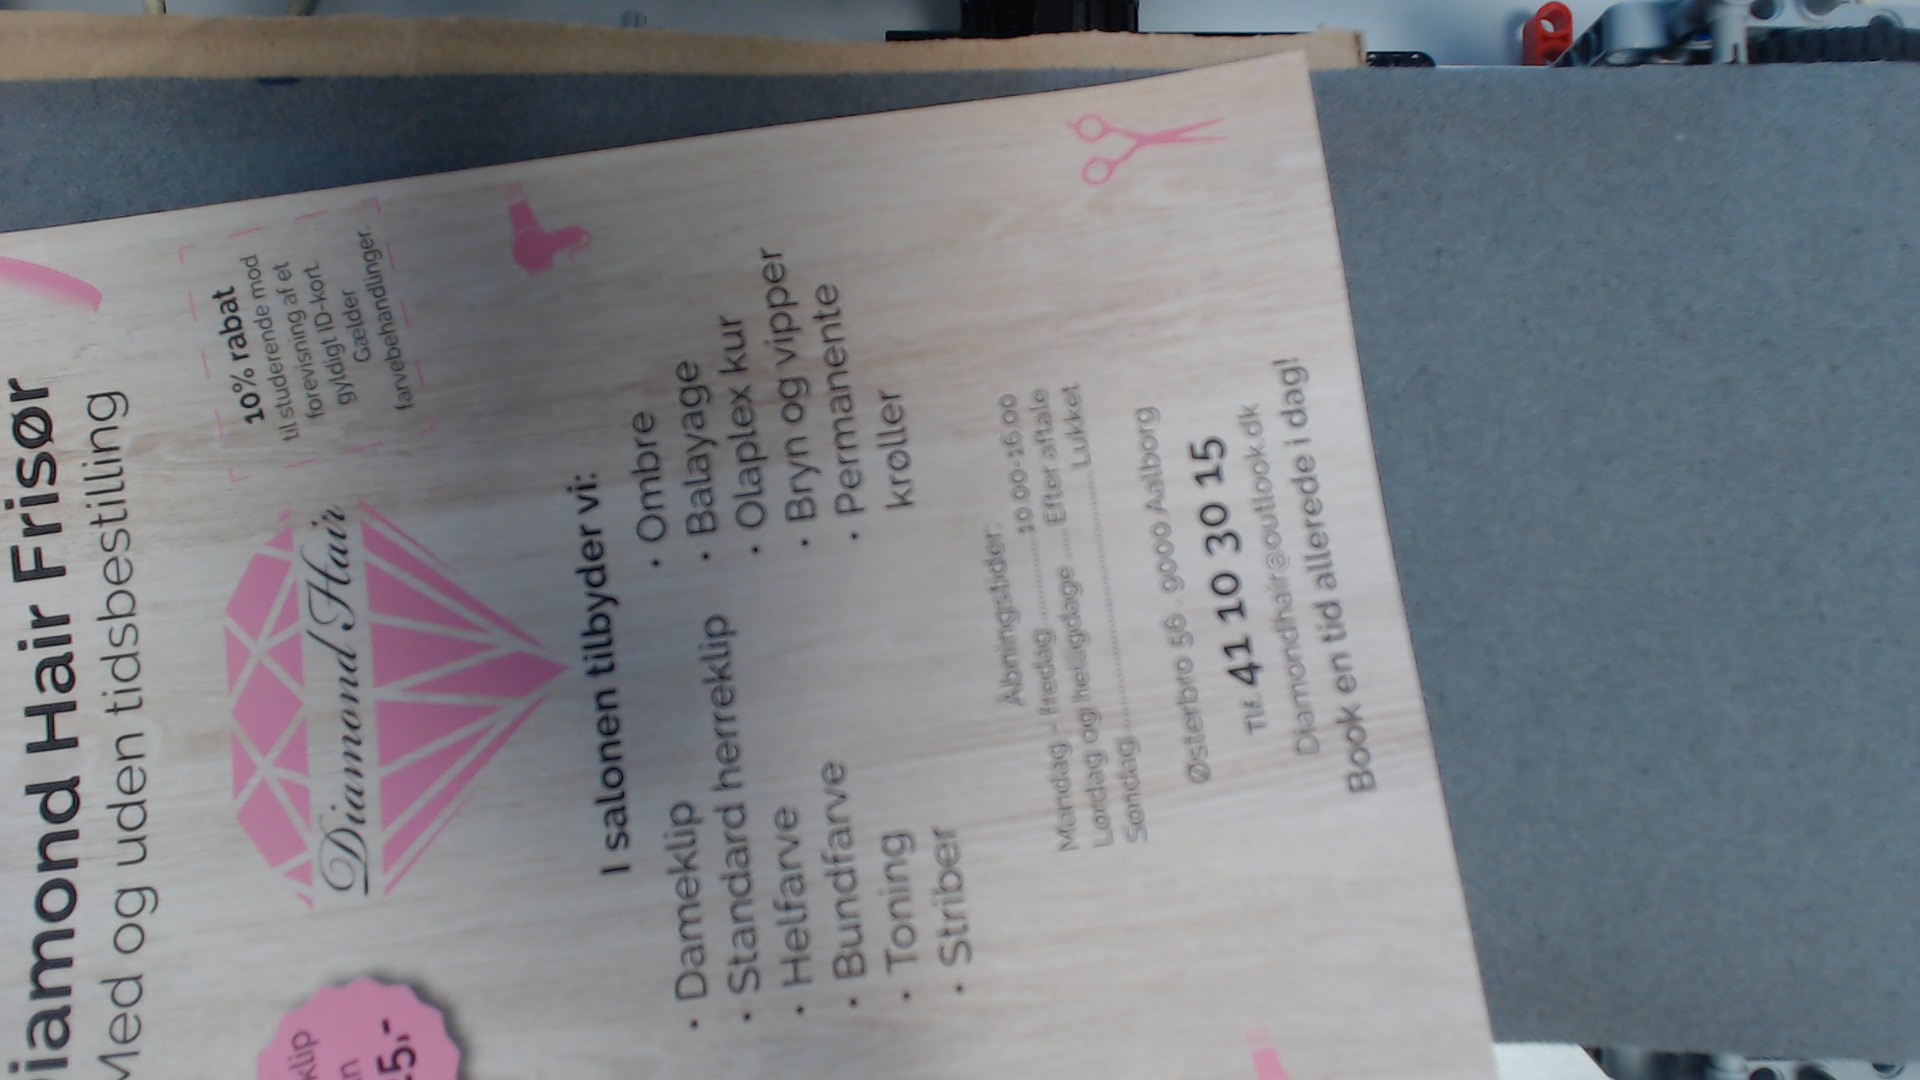 Diamond Hair Frisør
Med og uden tidsbestilling
10% rabat
til studerende mod
forevisning af et
gyldigt ID-kort.
Gælder
farvebehandlinger.
Diamond Hair
klip
5,-
I salonen tilbyder vi:
• Dameklip
• Standard herreklip
• Helfarve
• Bundfarve
• Toning
• Striber
• Ombre
• Balayage
• Olaplex kur
• Bryn og vipper
• Permanente
krøller
Åbningstider:
Mandag - fredag 10.00-16.00
Lørdag og helligdage Efter aftale
Søndag Lukket
Østerbro 56 . 9000 Aalborg
Tlf. 41 10 30 15
Diamondhair@outlook.dk
Book en tid allerede i dag!